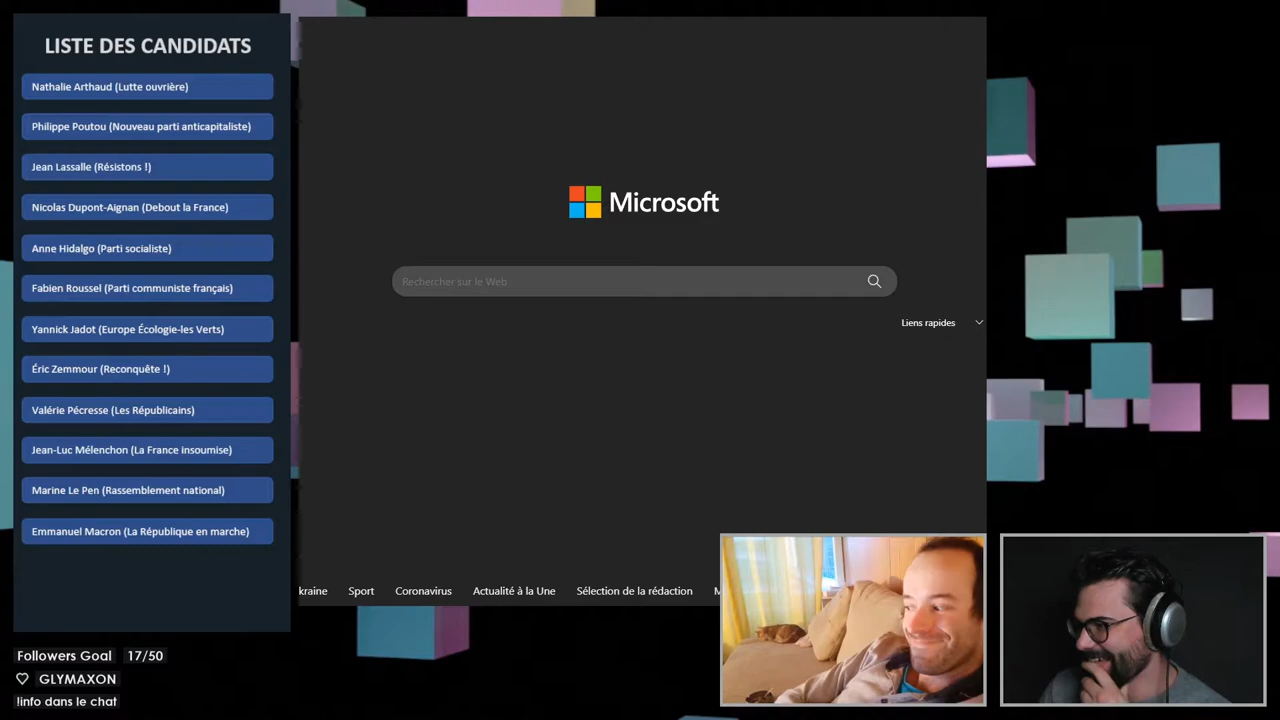 LISTE DES CANDIDATS
Nathalie Arthaud (Lutte ouvrière)
Philippe Poutou (Nouveau parti anticapitaliste)
Jean Lassalle (Résistons !)
Nicolas Dupont-Aignan (Debout la France)
Anne Hidalgo (Parti socialiste)
Fabien Roussel (Parti communiste français)
Yannick Jadot (Europe Écologie-les Verts)
Éric Zemmour (Reconquête !)
Valérie Pécresse (Les Républicains)
Jean-Luc Mélenchon (La France insoumise)
Marine Le Pen (Rassemblement national)
Emmanuel Macron (La République en marche)
Followers Goal 17/50
GLYMAXON
!info dans le chat
Microsoft
Rechercher sur le Web
Liens rapides
kraine Sport Coronavirus Actualité à la Une Sélection de la rédaction M